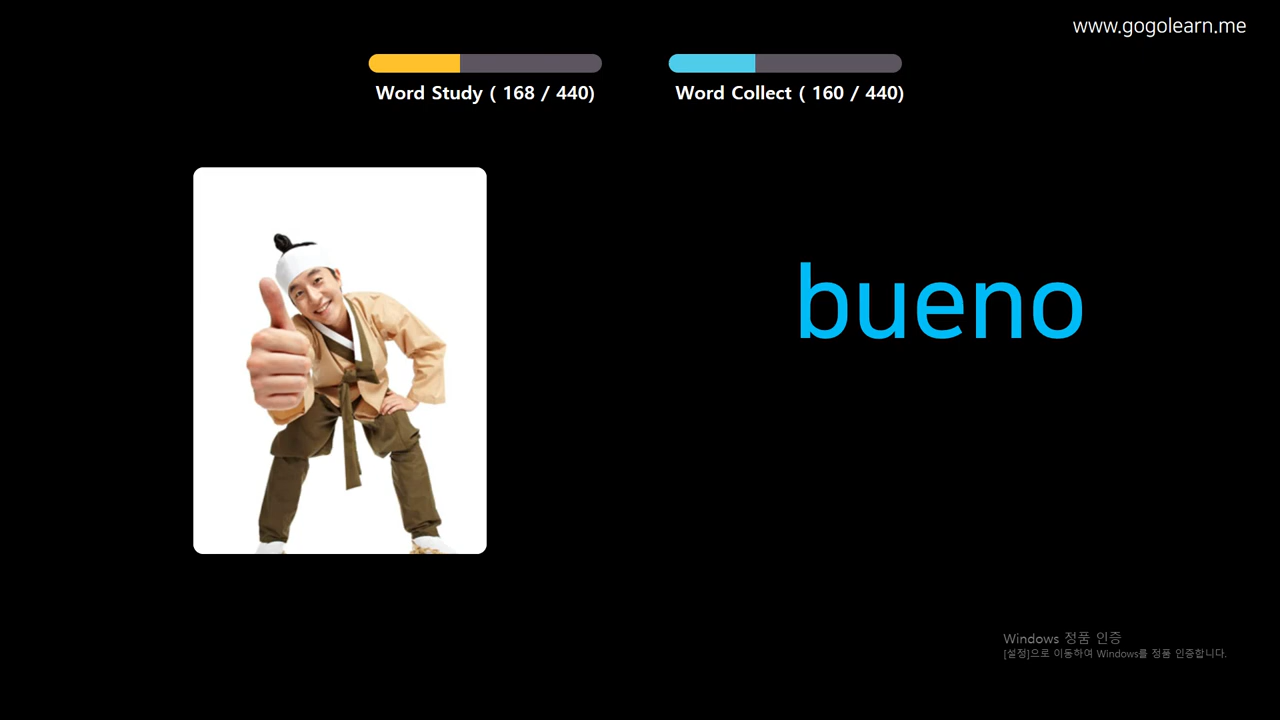 www.gogolearn.me
Word Study ( 168 / 440)
Word Collect ( 160 / 440)
bueno
Windows 정품 인증
[설정]으로 이동하여 Windows를 정품 인증합니다.